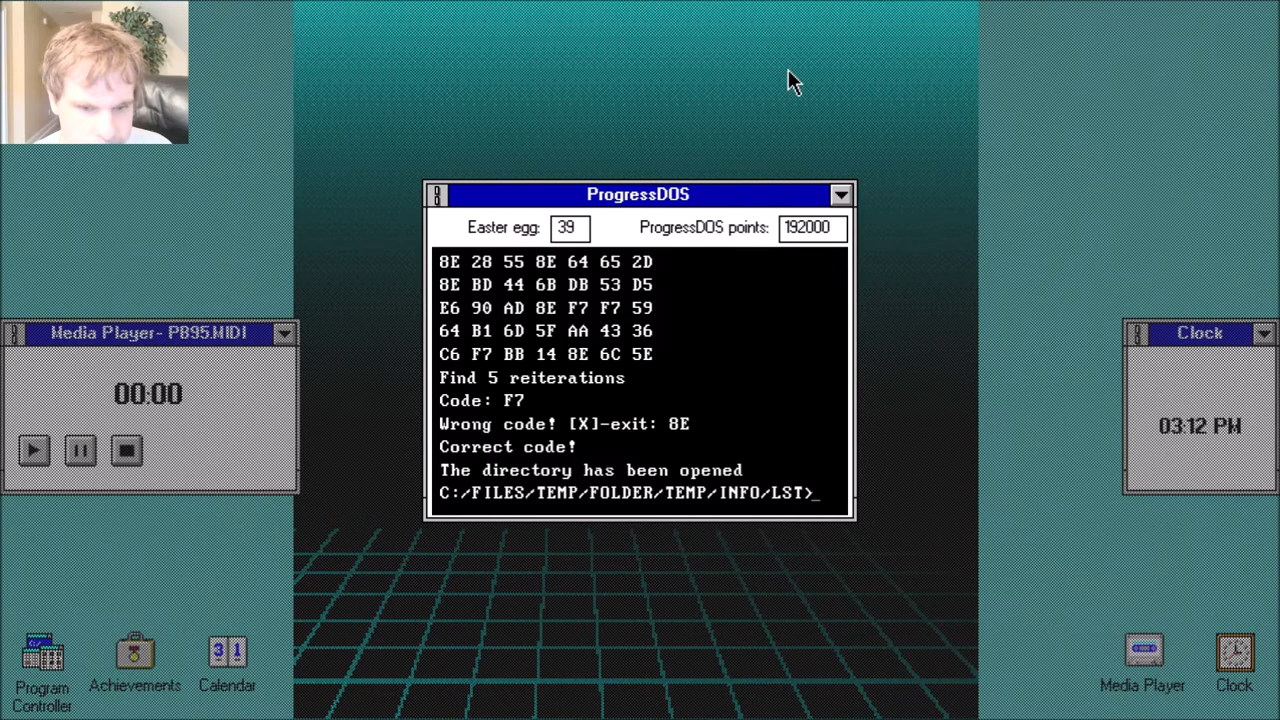 ProgressDOS
Easter egg: 39 ProgressDOS points: 192000
8E 28 55 8E 64 65 2D
8E BD 44 6B DB 53 D5
E6 90 AD 8E F7 F7 59
64 B1 6D 5F AA 43 36
C6 F7 BB 14 8E 6C 5E
Find 5 reiterations
Code: F7
Wrong code! [X]-exit: 8E
Correct code!
The directory has been opened
C:/FILES/TEMP/FOLDER/TEMP/INFO/LST>_
Media Player- PB95.MIDI
00:00
Clock
03:12 PM
Program
Controller
Achievements
31
Calendar
Media Player
Clock